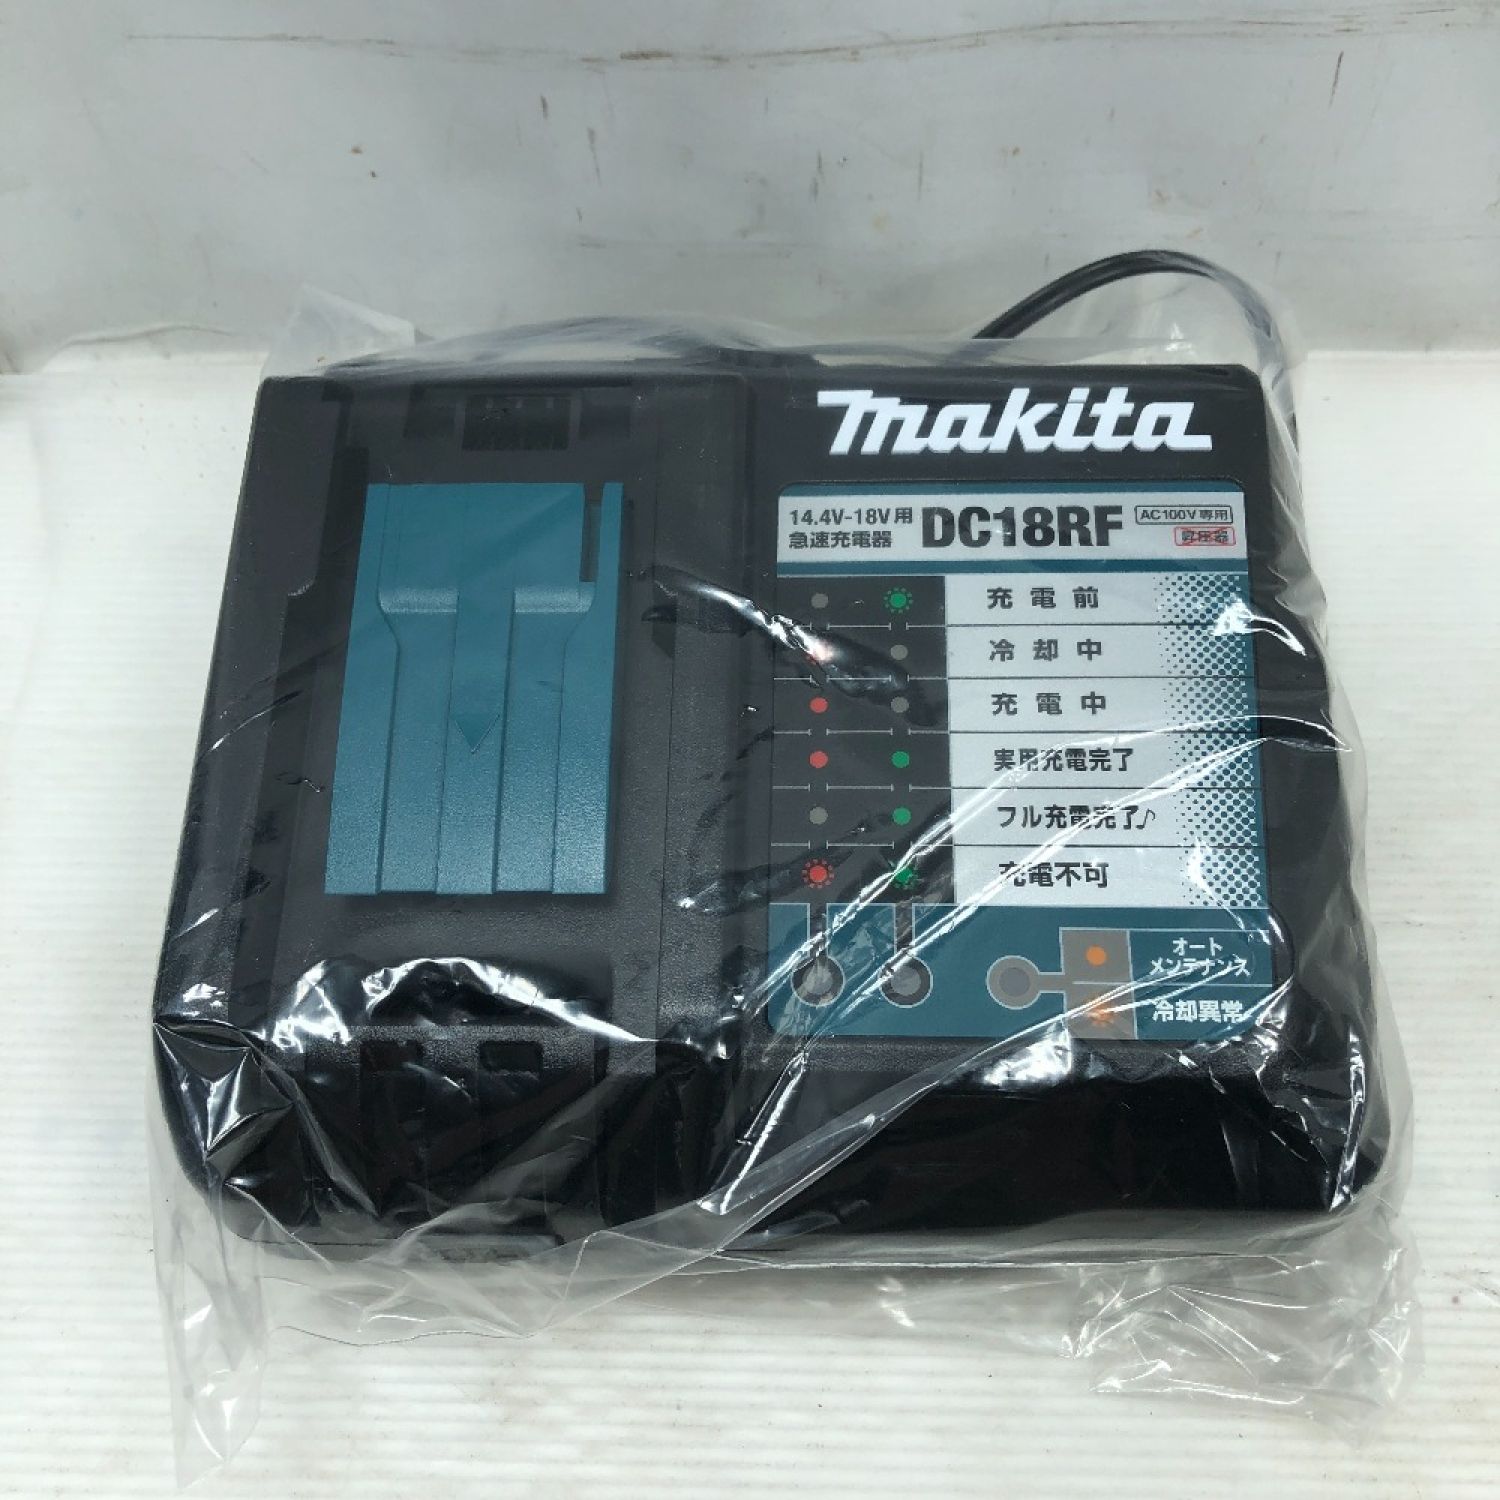 makita
14.4V-18V用
急速充電器
DC18RF
AC100V専用
昇圧器
充電前
冷却中
充電中
実用充電完了
フル充電完了♪
充電不可
オート
メンテナンス
冷却異常